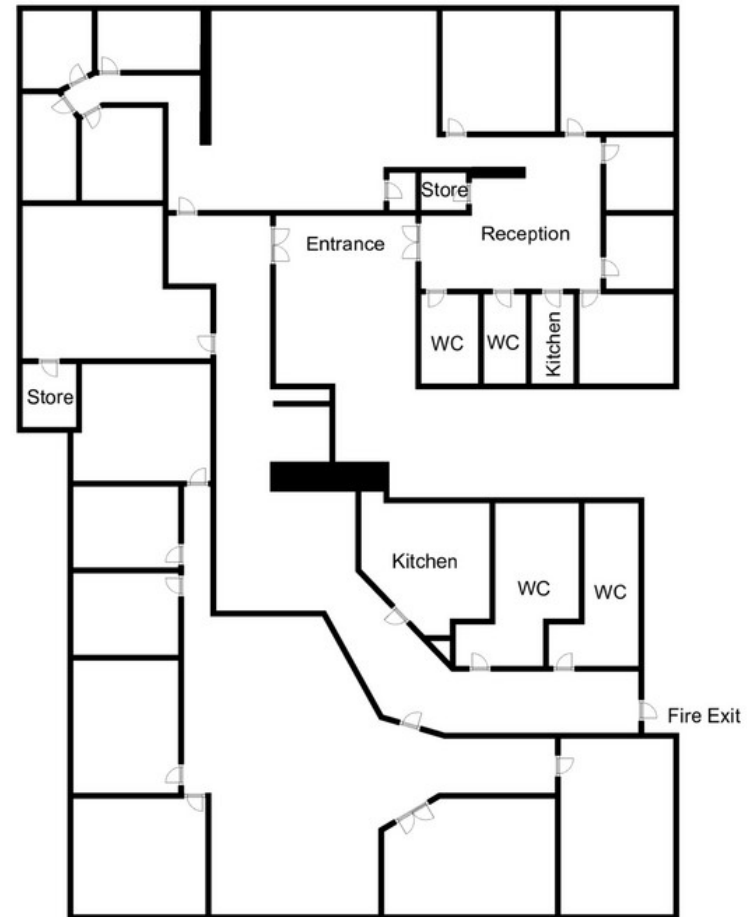 Store
Entrance
Reception
WC
WC
Kitchen
Store
Kitchen
WC
WC
Fire Exit